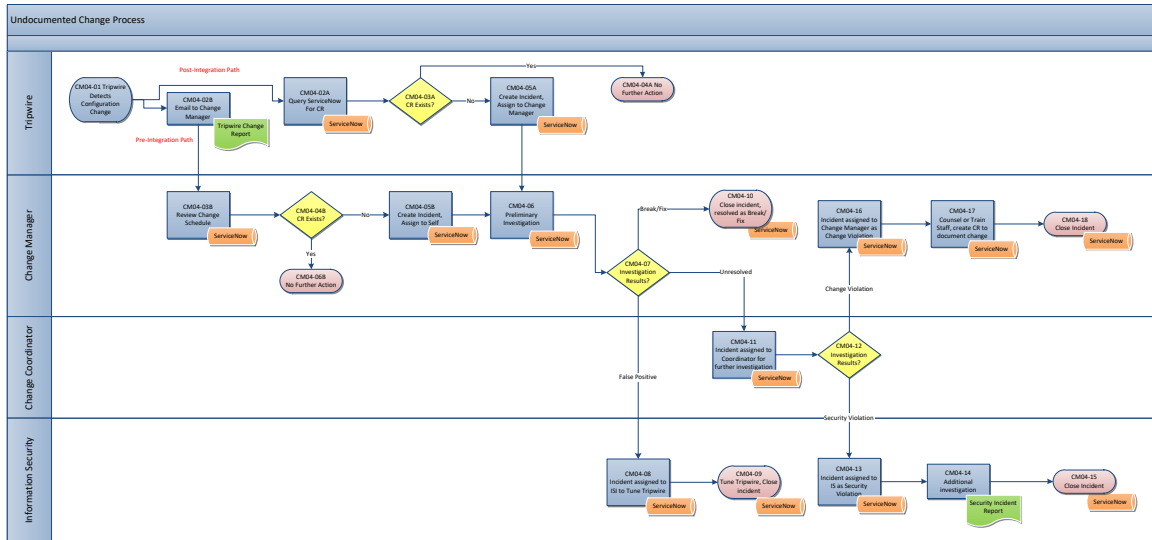 Undocumented Change Process
Tripwire
Post-Integration Path
CM04-01 Tripwire
Detects
Configuration
Change
CM04-02B
Email to Change
Manager
Tripwire Change
Report
Pre-Integration Path
CM04-02A
Query ServiceNow
For CR
ServiceNow
CM04-03A
CR Exists?
Yes
No
CM04-05A
Create Incident,
Assign to Change
Manager
ServiceNow
CM04-04A No
Further Action
Change Manager
CM04-03B
Review Change
Schedule
ServiceNow
CM04-04B
CR Exists?
No
Yes
CM04-06B
No Further Action
CM04-05B
Create Incident,
Assign to Self
ServiceNow
CM04-06
Preliminary
Investigation
ServiceNow
CM04-07
Investigation
Results?
Break/Fix
CM04-10
Close incident,
resolved as Break/
Fix
ServiceNow
Unresolved
CM04-16
Incident assigned to
Change Manager as
Change Violation
ServiceNow
CM04-17
Counsel or Train
Staff, create CR to
document change
ServiceNow
CM04-18
Close Incident
ServiceNow
Change Violation
Change Coordinator
False Positive
CM04-11
Incident assigned to
Coordinator for
further investigation
ServiceNow
CM04-12
Investigation
Results?
Security Violation
Information Security
CM04-08
Incident assigned to
ISI to Tune Tripwire
ServiceNow
CM04-09
Tune Tripwire, Close
incident
ServiceNow
CM04-13
Incident assigned to
IS as Security
Violation
ServiceNow
CM04-14
Additional
investigation
Security Incident
Report
CM04-15
Close Incident
ServiceNow